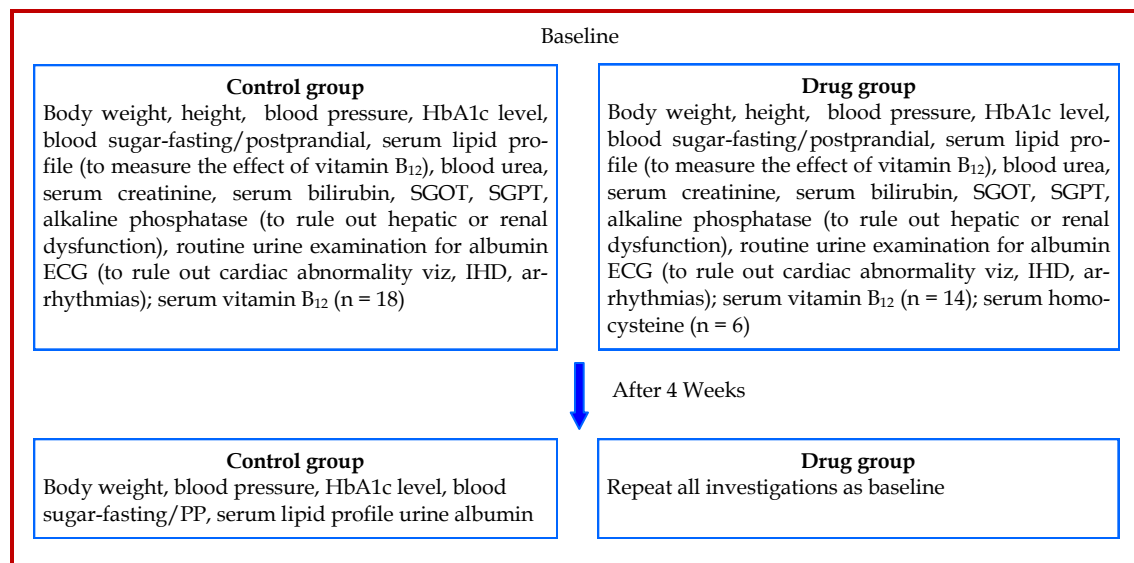 Baseline
Control group
Body weight, height,  blood pressure, HbA1c level,
blood sugar-fasting/postprandial, serum lipid pro-
file (to measure the effect of vitamin B₁₂), blood urea,
serum creatinine, serum bilirubin, SGOT, SGPT,
alkaline phosphatase (to rule out hepatic or renal
dysfunction), routine urine examination for albumin
ECG (to rule out cardiac abnormality viz, IHD, ar-
rhythmias); serum vitamin B₁₂ (n = 18)
Drug group
Body weight, height,  blood pressure, HbA1c level,
blood sugar-fasting/postprandial, serum lipid pro-
file (to measure the effect of vitamin B₁₂), blood urea,
serum creatinine, serum bilirubin, SGOT, SGPT,
alkaline phosphatase (to rule out hepatic or renal
dysfunction), routine urine examination for albumin
ECG (to rule out cardiac abnormality viz, IHD, ar-
rhythmias); serum vitamin B₁₂ (n = 14); serum homo-
cysteine (n = 6)
After 4 Weeks
Control group
Body weight, blood pressure, HbA1c level, blood
sugar-fasting/PP, serum lipid profile urine albumin
Drug group
Repeat all investigations as baseline